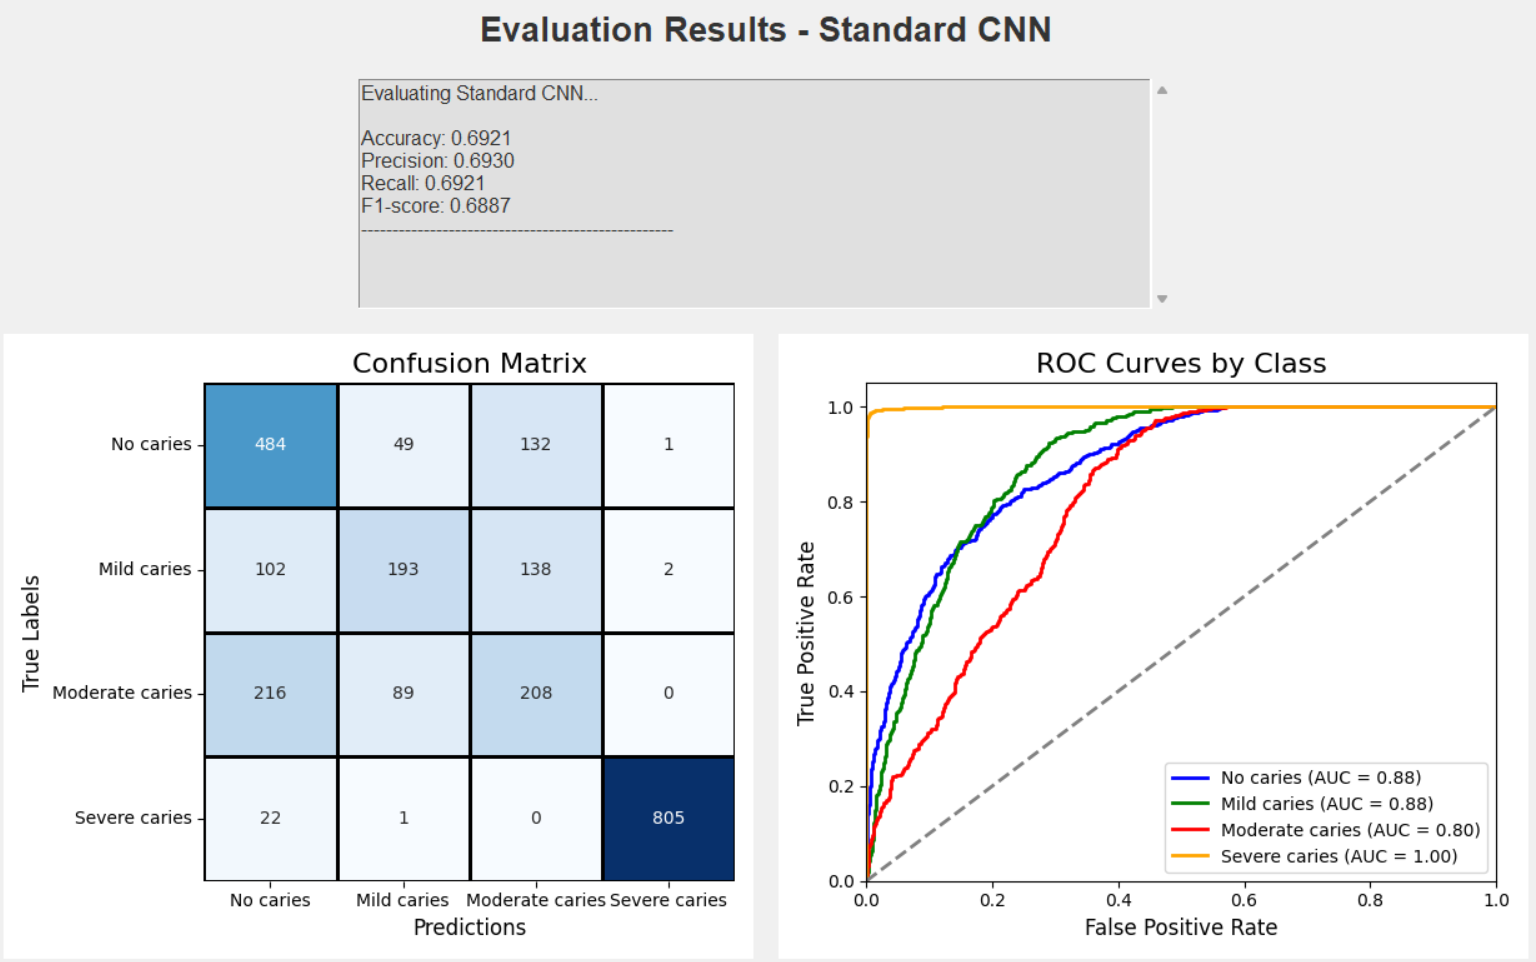 Evaluation Results - Standard CNN
Evaluating Standard CNN...
Accuracy: 0.6921
Precision: 0.6930
Recall: 0.6921
F1-score: 0.6887
--------------------------------------------------
Confusion Matrix
True Labels
No caries 484 49 132 1
Mild caries 102 193 138 2
Moderate caries 216 89 208 0
Severe caries 22 1 0 805
No caries Mild caries Moderate caries Severe caries
Predictions
ROC Curves by Class
True Positive Rate
1.0
0.8
0.6
0.4
0.2
0.0
No caries (AUC = 0.88)
Mild caries (AUC = 0.88)
Moderate caries (AUC = 0.80)
Severe caries (AUC = 1.00)
0.0 0.2 0.4 0.6 0.8 1.0
False Positive Rate